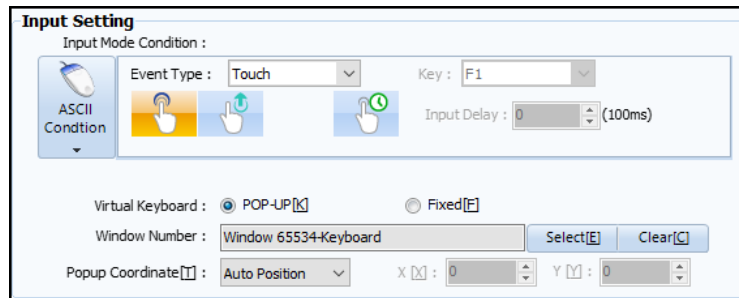 Input Setting
Input Mode Condition :
ASCII
Condtion
Event Type : Touch Key : F1
Input Delay : 0 (100ms)
Virtual Keyboard : POP-UP[K] Fixed[F]
Window Number : Window 65534-Keyboard Select[E] Clear[C]
Popup Coordinate[T] : Auto Position X [X] : 0 Y [Y] : 0